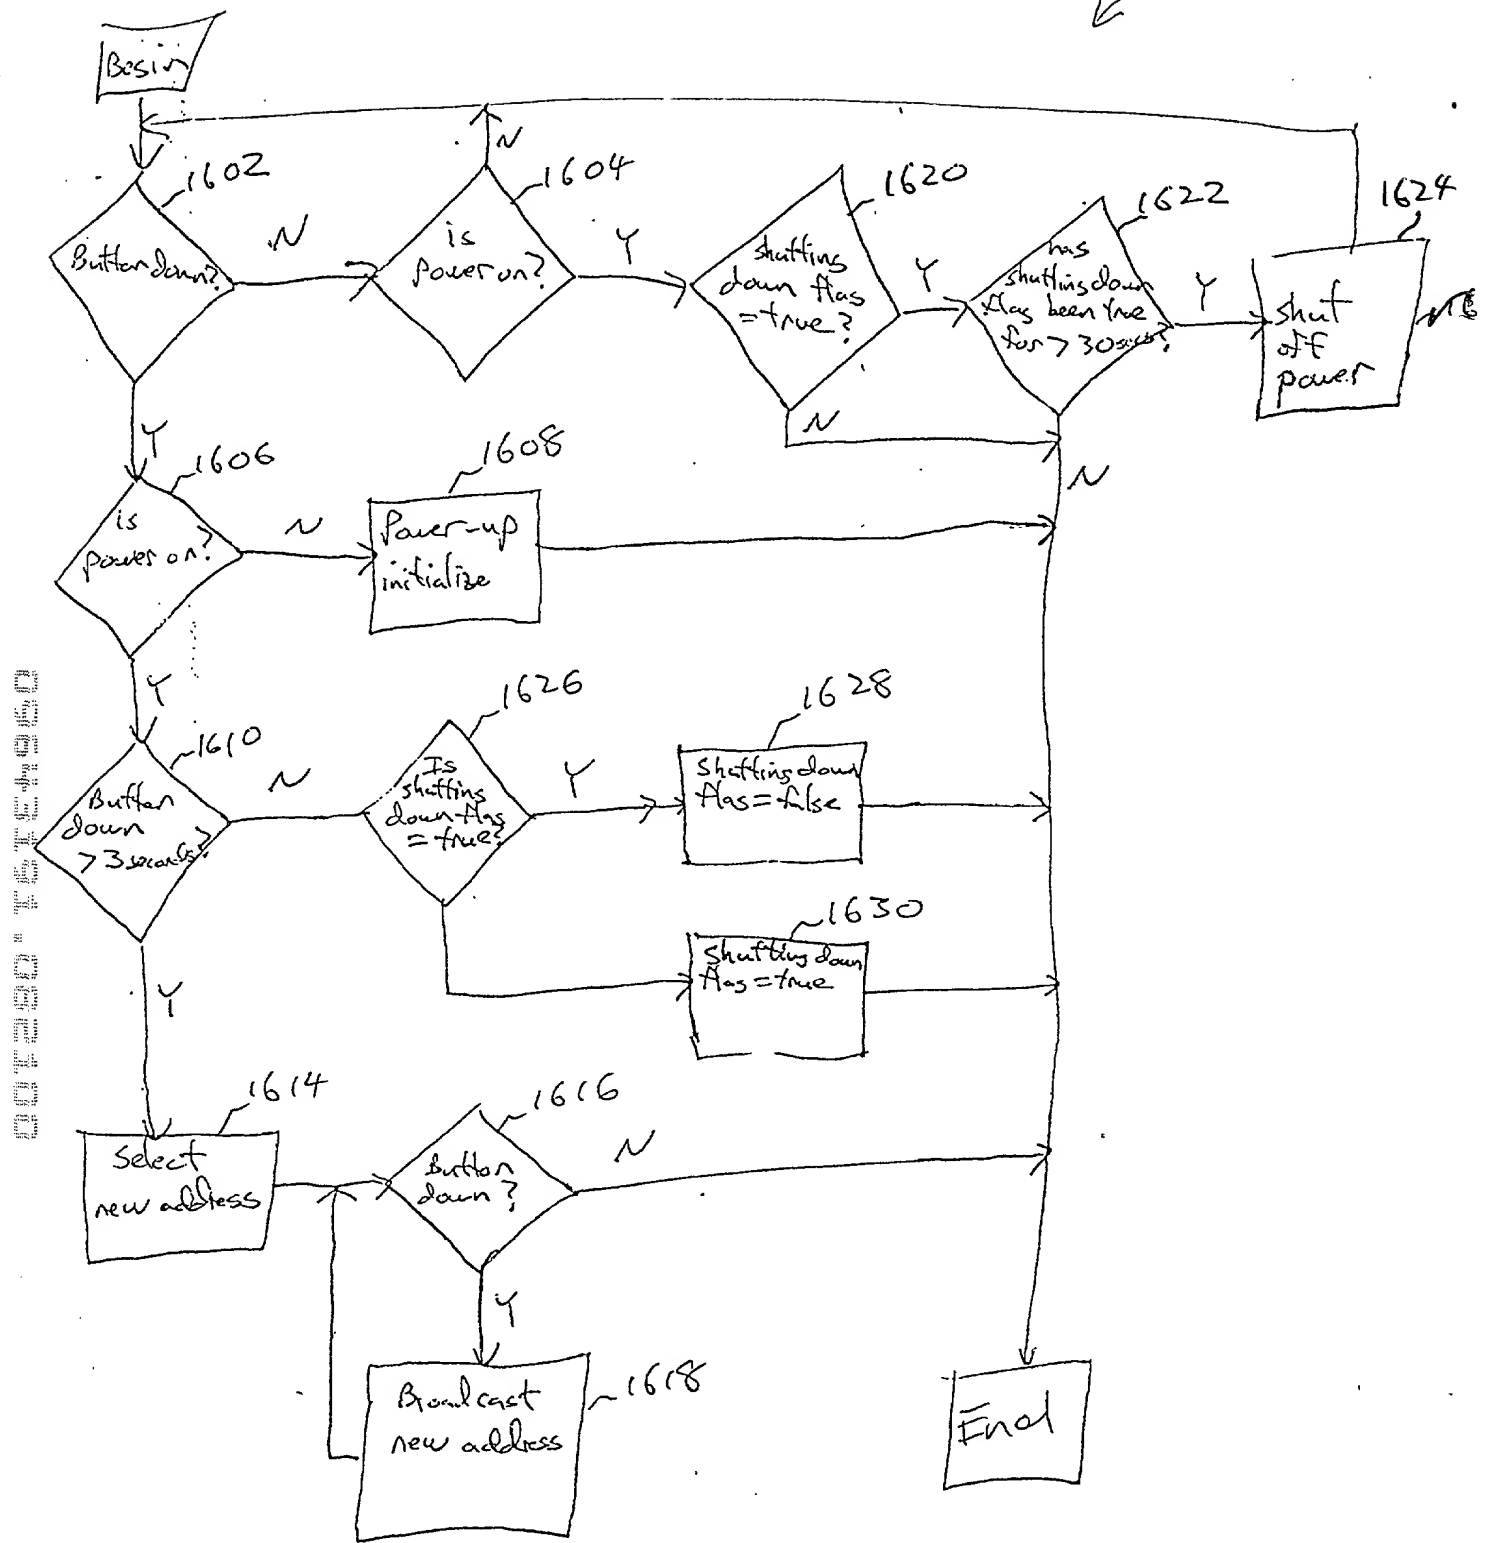 Begin
1602
Button down?
N
1604
is
power on?
N
Y
1620
Shutting
down flag
=true?
Y
N
1622
has
shutting down
flag been true
for >30 secs?
Y
N
1624
shut
off
power
Y
1606
is
power on?
N
1608
Power-up
initialize
Y
1610
Button
down
>3 seconds?
N
1626
Is
shutting
down flag
=true?
Y
1628
Shutting down
flag=false
1630
Shutting down
flag=true
Y
1614
Select
new address
1616
Button
down?
N
Y
1618
Broadcast
new address
End
09643191.082100